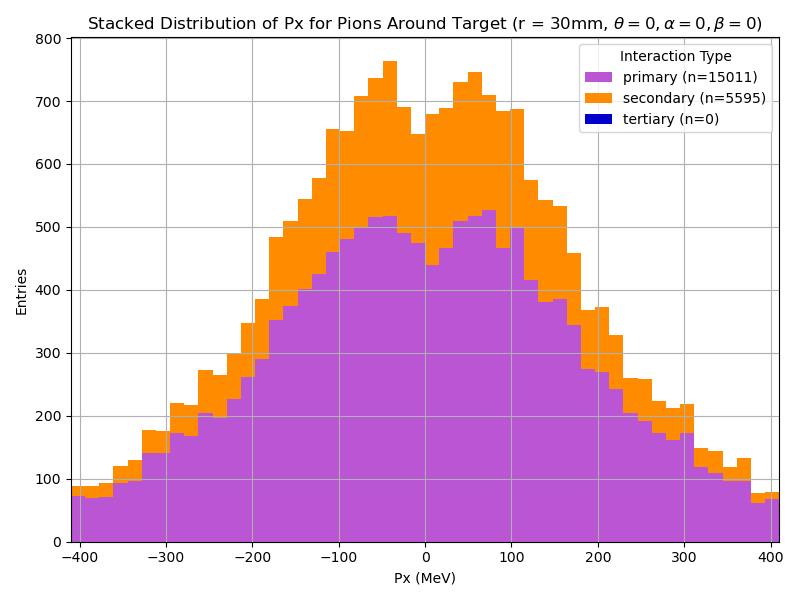 Stacked Distribution of Px for Pions Around Target (r = 30mm, θ = 0, α = 0, β = 0)
Interaction Type
primary (n=15011)
secondary (n=5595)
tertiary (n=0)
800
700
600
500
400
300
200
100
0
Entries
−400 −300 −200 −100 0 100 200 300 400
Px (MeV)